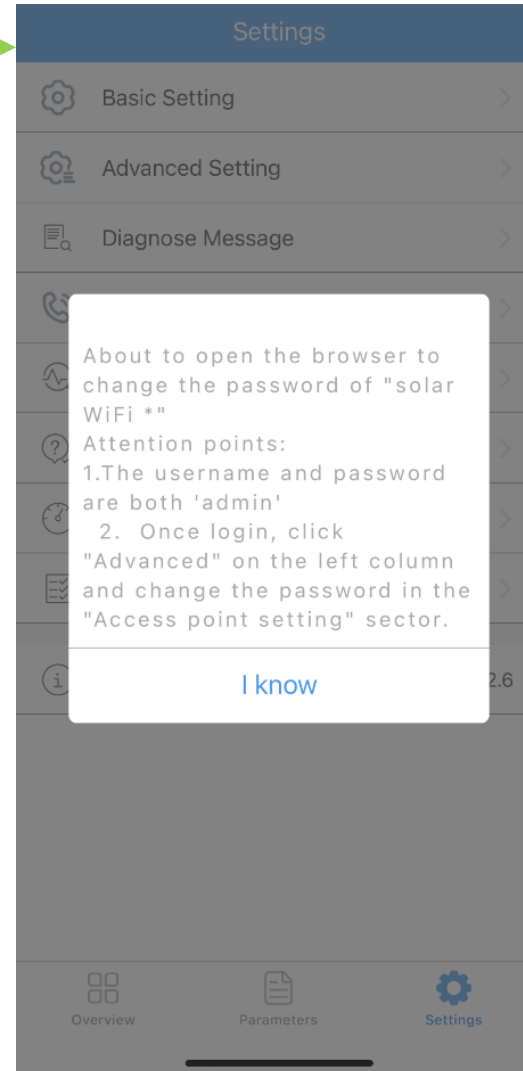 Settings
Basic Setting
Advanced Setting
Diagnose Message
About to open the browser to
change the password of "solar
WiFi *"
Attention points:
1.The username and password
are both 'admin'
2. Once login, click
"Advanced" on the left column
and change the password in the
"Access point setting" sector.
I know
2.6
Overview
Parameters
Settings